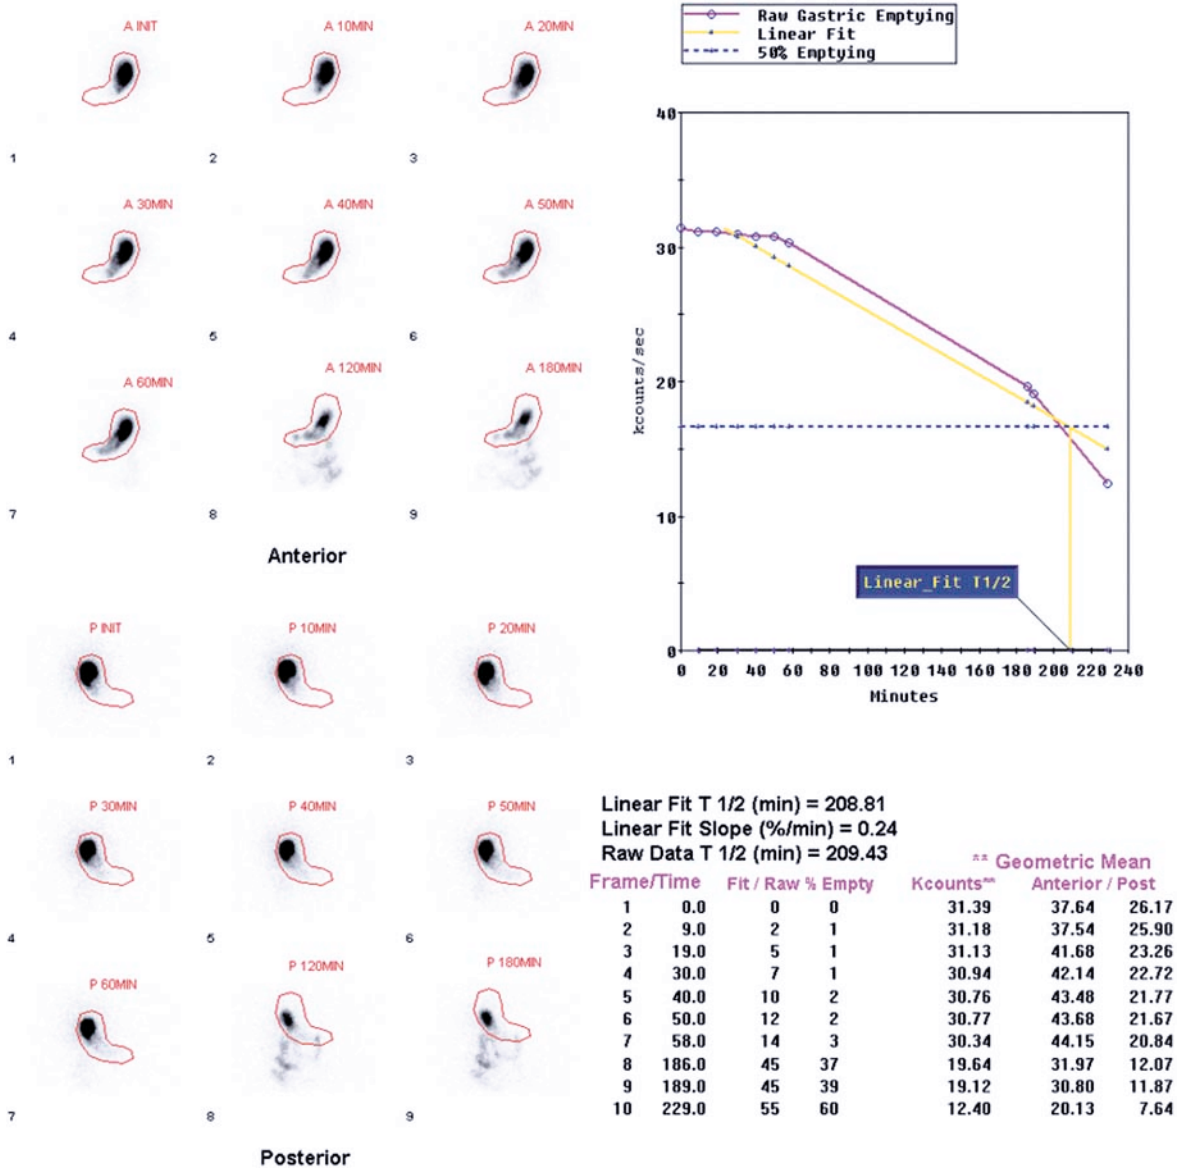 A INIT
A 10MIN
A 20MIN
1
2
3
A 30MIN
A 40MIN
A 50MIN
4
5
6
A 60MIN
A 120MIN
A 180MIN
7
8
9
Anterior
P INIT
P 10MIN
P 20MIN
1
2
3
P 30MIN
P 40MIN
P 50MIN
4
5
6
P 60MIN
P 120MIN
P 180MIN
7
8
9
Posterior
Raw Gastric Emptying
Linear Fit
50% Emptying
40
30
20
10
0
kcounts/sec
Linear_Fit T1/2
0 20 40 60 80 100 120 140 160 180 200 220 240
Minutes
Linear Fit T 1/2 (min) = 208.81
Linear Fit Slope (%/min) = 0.24
Raw Data T 1/2 (min) = 209.43
** Geometric Mean
Frame/Time Fit / Raw % Empty Kcounts** Anterior / Post
1 0.0 0 0 31.39 37.64 26.17
2 9.0 2 1 31.18 37.54 25.90
3 19.0 5 1 31.13 41.68 23.26
4 30.0 7 1 30.94 42.14 22.72
5 40.0 10 2 30.76 43.48 21.77
6 50.0 12 2 30.77 43.68 21.67
7 58.0 14 3 30.34 44.15 20.84
8 186.0 45 37 19.64 31.97 12.07
9 189.0 45 39 19.12 30.80 11.87
10 229.0 55 60 12.40 20.13 7.64